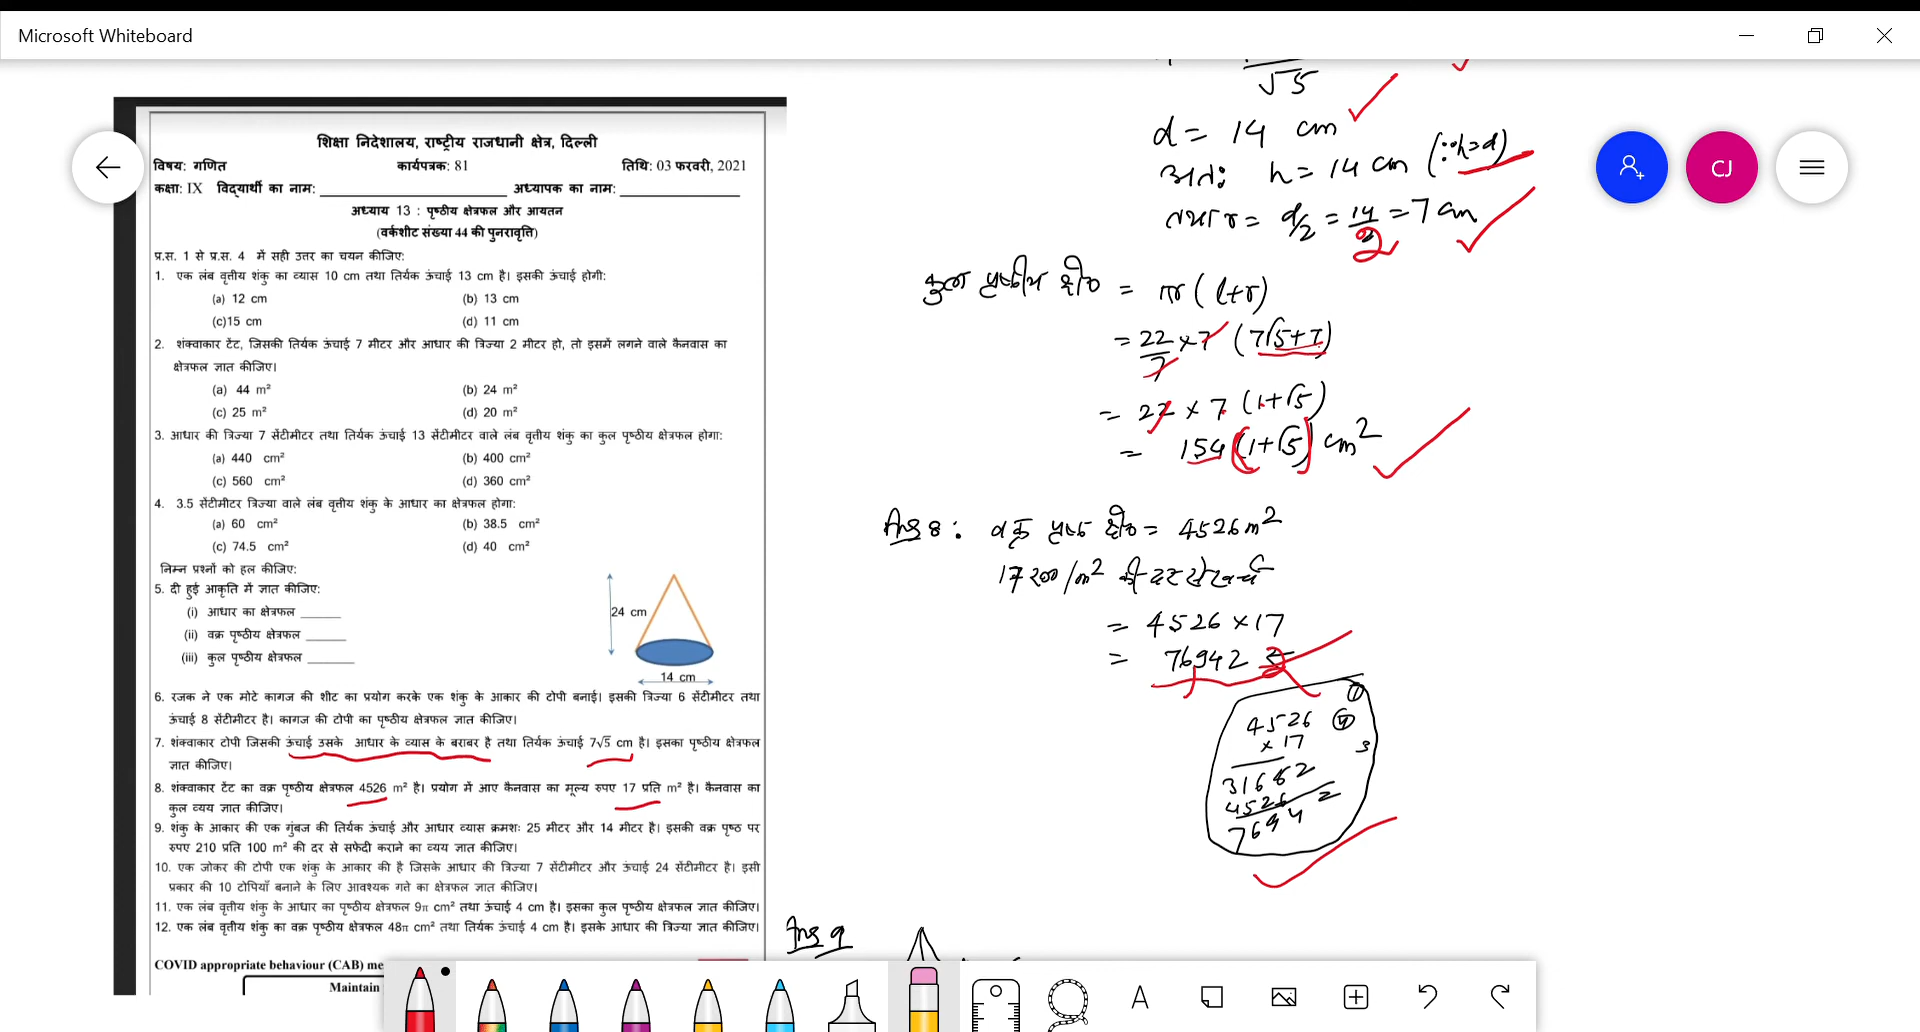 Microsoft Whiteboard
शिक्षा निदेशालय, राष्ट्रीय राजधानी क्षेत्र, दिल्ली
विषय: गणित कार्यपत्रक: 81 तिथि: 03 फरवरी, 2021
कक्षा: IX विद्यार्थी का नाम: अध्यापक का नाम:
अध्याय 13 : पृष्ठीय क्षेत्रफल और आयतन
(वर्कशीट संख्या 44 की पुनरावृति)
प्र.स. 1 से प्र.स. 4 में सही उत्तर का चयन कीजिए:
1. एक लंब वृत्तीय शंकु का व्यास 10 cm तथा तिर्यक ऊंचाई 13 cm है। इसकी ऊंचाई होगी:
(a) 12 cm (b) 13 cm
(c)15 cm (d) 11 cm
2. शंक्वाकार टेंट, जिसकी तिर्यक ऊंचाई 7 मीटर और आधार की त्रिज्या 2 मीटर हो, तो इसमें लगने वाले कैनवास का
क्षेत्रफल ज्ञात कीजिए।
(a) 44 m² (b) 24 m²
(c) 25 m² (d) 20 m²
3. आधार की त्रिज्या 7 सेंटीमीटर तथा तिर्यक ऊंचाई 13 सेंटीमीटर वाले लंब वृत्तीय शंकु का कुल पृष्ठीय क्षेत्रफल होगा:
(a) 440 cm² (b) 400 cm²
(c) 560 cm² (d) 360 cm²
4. 3.5 सेंटीमीटर त्रिज्या वाले लंब वृत्तीय शंकु के आधार का क्षेत्रफल होगा:
(a) 60 cm² (b) 38.5 cm²
(c) 74.5 cm² (d) 40 cm²
निम्न प्रश्नों को हल कीजिए:
5. दी हुई आकृति में ज्ञात कीजिए:
(i) आधार का क्षेत्रफल
(ii) वक्र पृष्ठीय क्षेत्रफल
(iii) कुल पृष्ठीय क्षेत्रफल
24 cm
14 cm
6. रजक ने एक मोटे कागज की शीट का प्रयोग करके एक शंकु के आकार की टोपी बनाई। इसकी त्रिज्या 6 सेंटीमीटर तथा
ऊंचाई 8 सेंटीमीटर है। कागज की टोपी का पृष्ठीय क्षेत्रफल ज्ञात कीजिए।
7. शंक्वाकार टोपी जिसकी ऊंचाई उसके आधार के व्यास के बराबर है तथा तिर्यक ऊंचाई 7√5 cm है। इसका पृष्ठीय क्षेत्रफल
ज्ञात कीजिए।
8. शंक्वाकार टेंट का वक्र पृष्ठीय क्षेत्रफल 4526 m² है। प्रयोग में आए कैनवास का मूल्य रुपए 17 प्रति m² है। कैनवास का
कुल व्यय ज्ञात कीजिए।
9. शंकु के आकार की एक गुंबज की तिर्यक ऊंचाई और आधार व्यास क्रमशः 25 मीटर और 14 मीटर है। इसकी वक्र पृष्ठ पर
रुपए 210 प्रति 100 m² की दर से सफेदी कराने का व्यय ज्ञात कीजिए।
10. एक जोकर की टोपी एक शंकु के आकार की है जिसके आधार की त्रिज्या 7 सेंटीमीटर और ऊंचाई 24 सेंटीमीटर है। इसी
प्रकार की 10 टोपियाँ बनाने के लिए आवश्यक गत्ते का क्षेत्रफल ज्ञात कीजिए।
11. एक लंब वृत्तीय शंकु के आधार का पृष्ठीय क्षेत्रफल 9π cm² तथा ऊंचाई 4 cm है। इसका कुल पृष्ठीय क्षेत्रफल ज्ञात कीजिए।
12. एक लंब वृत्तीय शंकु का वक्र पृष्ठीय क्षेत्रफल 48π cm² तथा तिर्यक ऊंचाई 4 cm है। इसके आधार की त्रिज्या ज्ञात कीजिए।
COVID appropriate behaviour (CAB) me
Maintain
√5
d = 14 cm
अतः h = 14 cm (∵ h=d)
तथा r = d/2 = 14/2 = 7 cm
कुल पृष्ठीय क्षे० = πr (l+r)
= 22/7 × 7 (7√5+7)
= 22 × 7 (1+√5)
= 154 (1+√5) cm²
Ans 8 : वक्र पृष्ठ क्षे० = 4526 m²
17 रु०/m² की दर से खर्च
= 4526 × 17
= 76942 रु
4526
× 17
31682
4526
76942
Ans 9
CJ